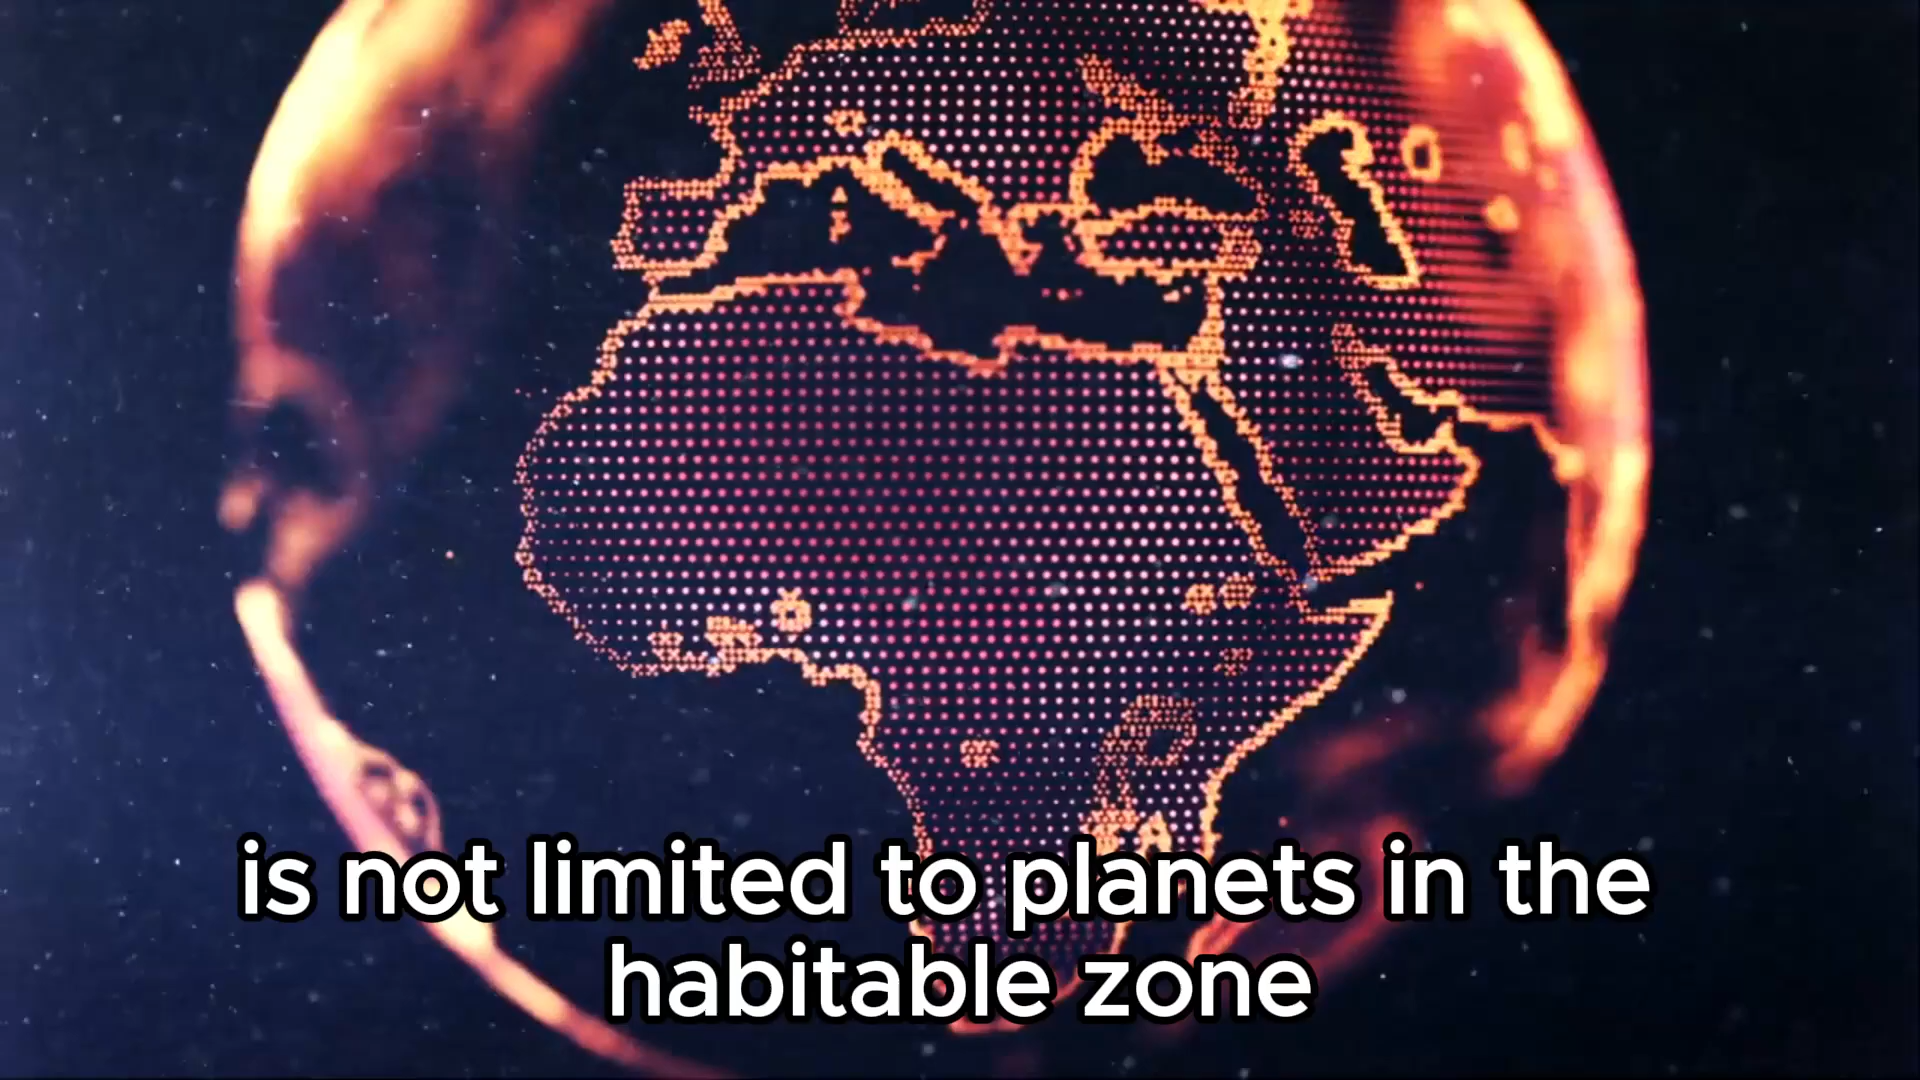 is not limited to planets in the
habitable zone